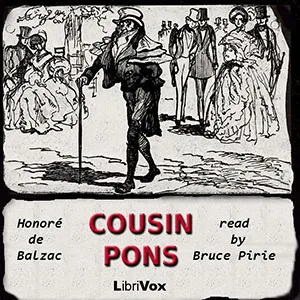 Honoré
de
Balzac
COUSIN
PONS
read
by
Bruce Pirie
LibriVox